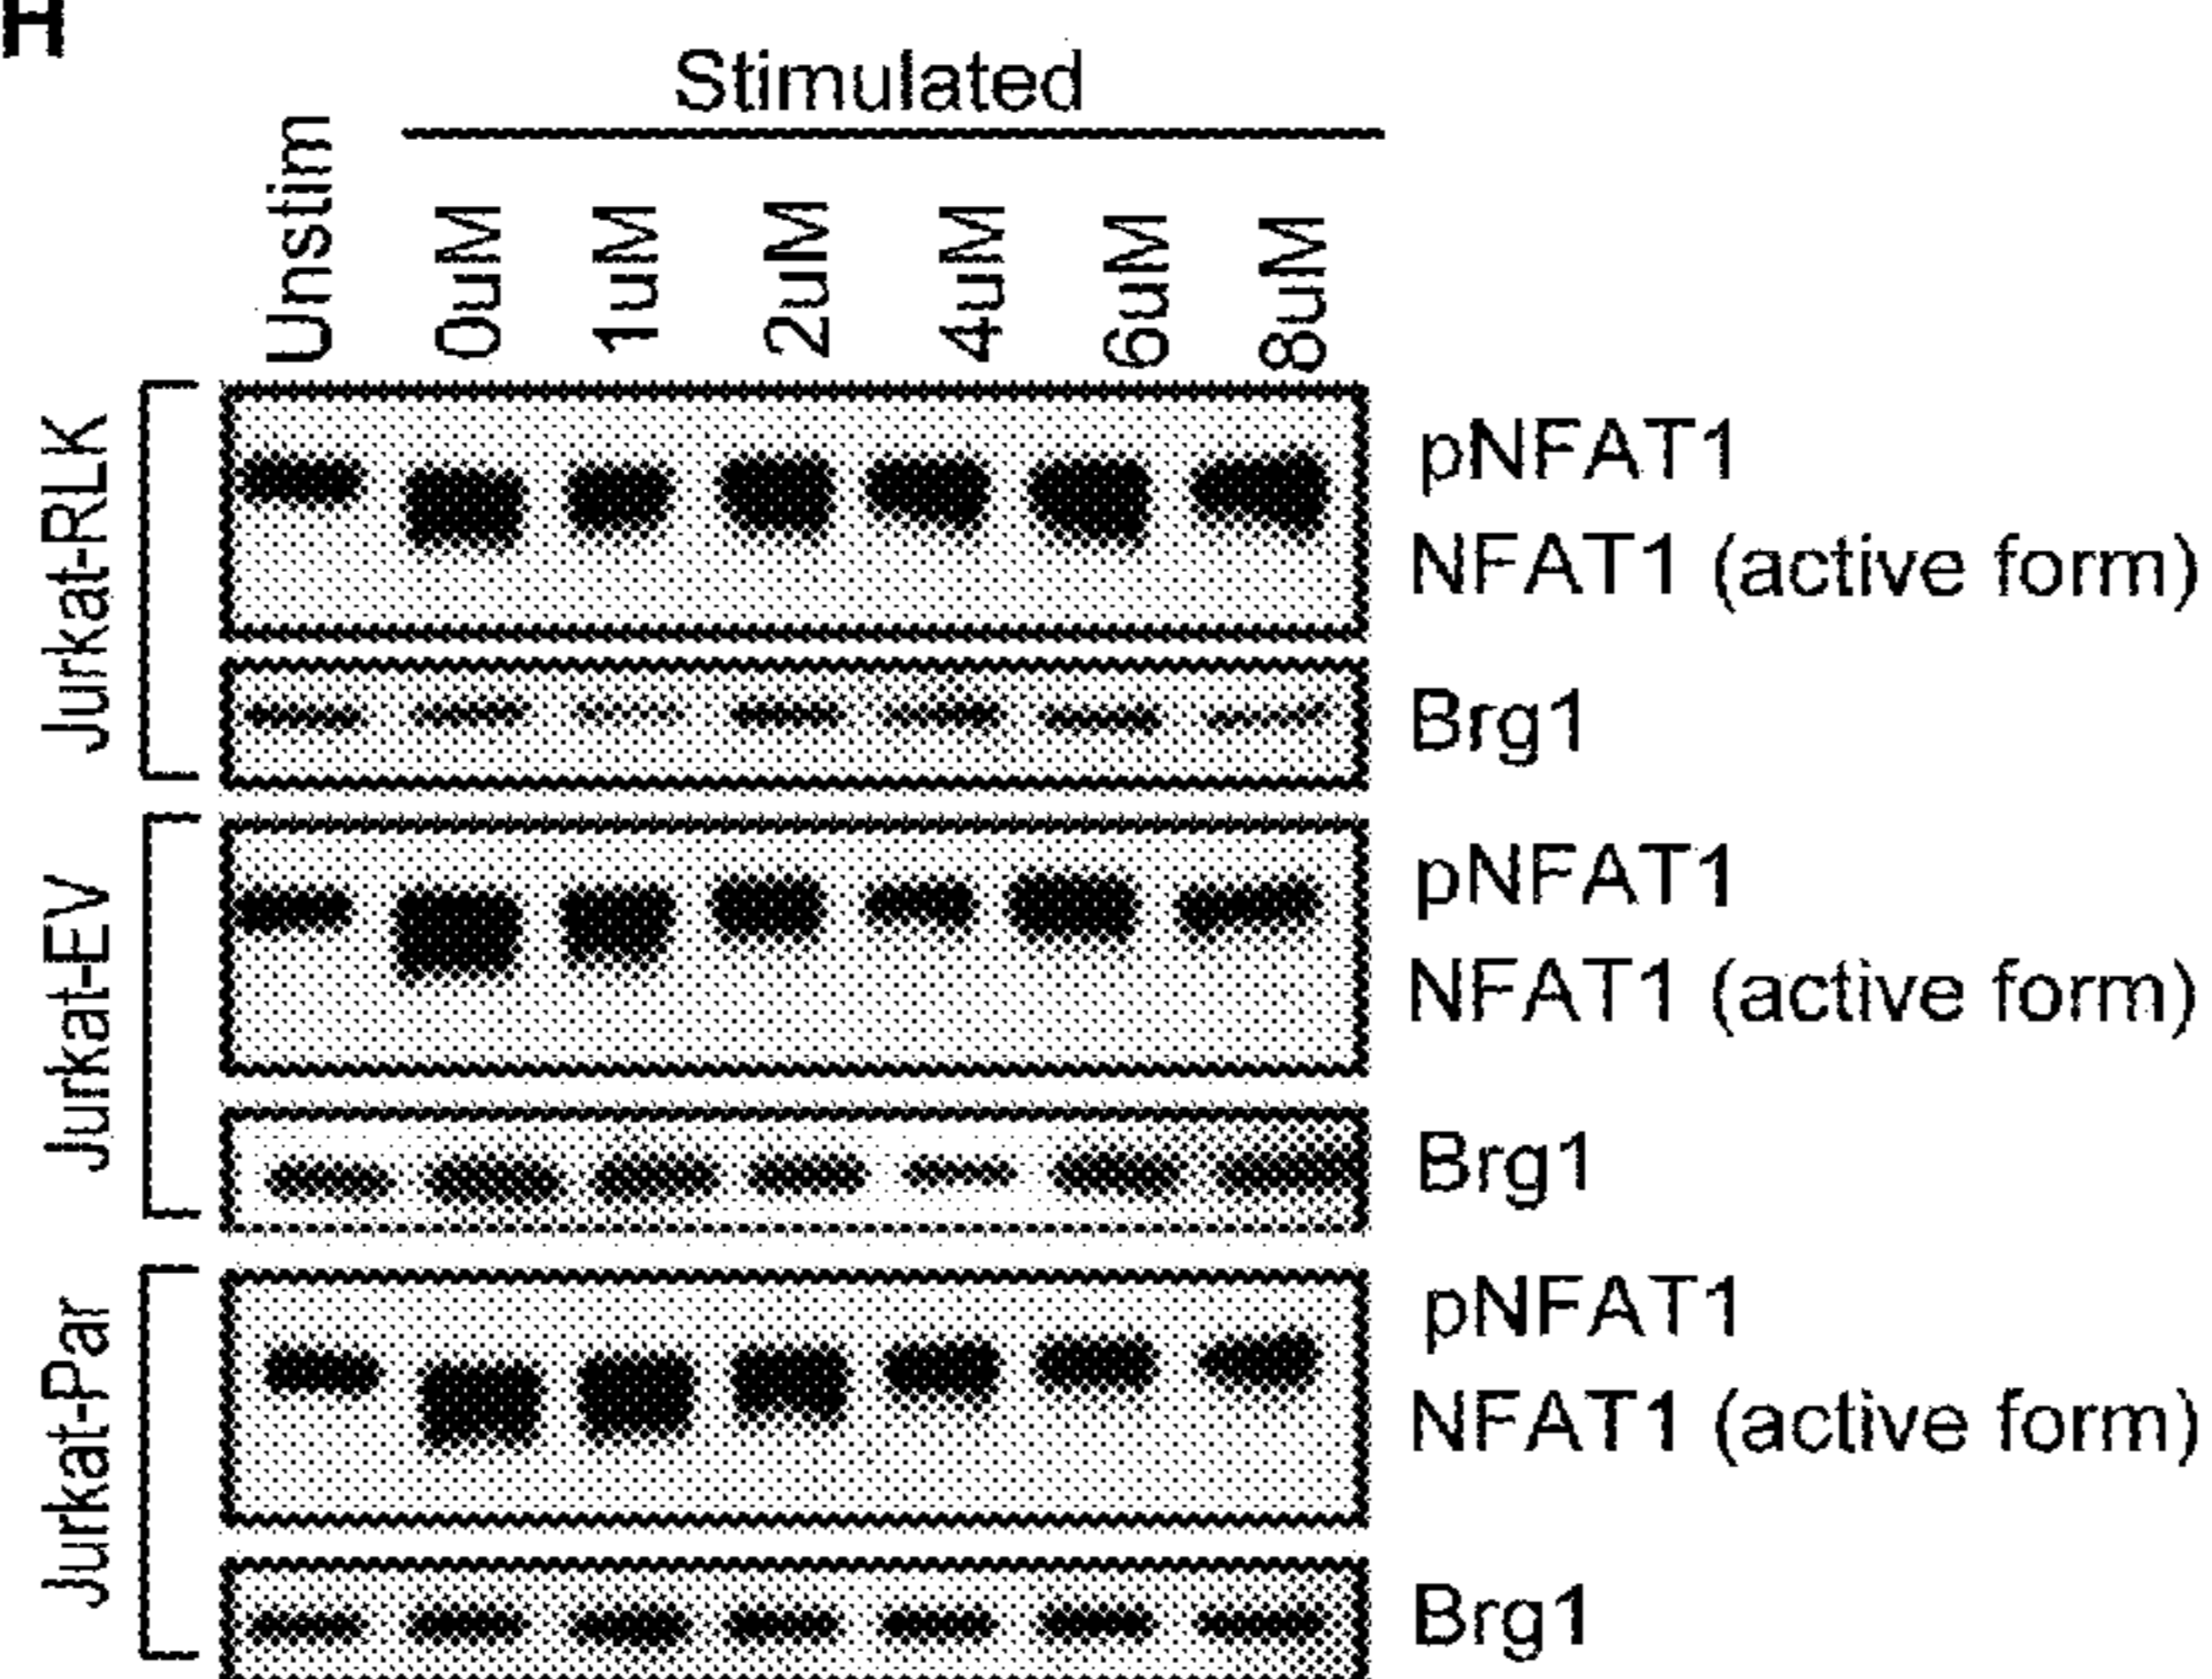 H
Stimulated
Unstim
0uM
1uM
2uM
4uM
6uM
8uM
Jurkat-RLK
pNFAT1
NFAT1 (active form)
Brg1
Jurkat-EV
pNFAT1
NFAT1 (active form)
Brg1
Jurkat-Par
pNFAT1
NFAT1 (active form)
Brg1